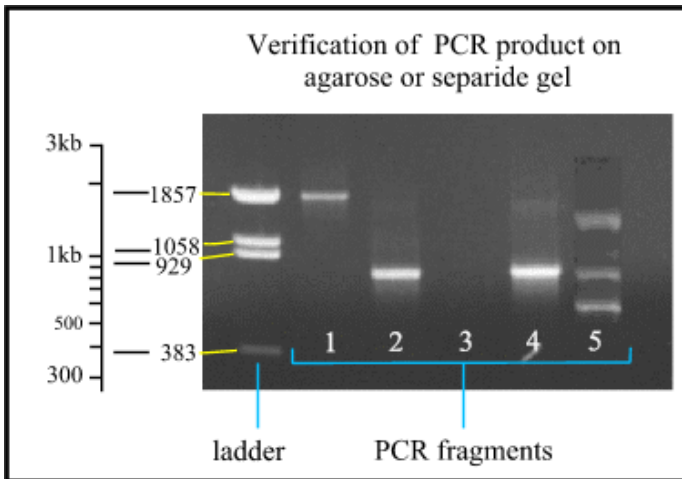 Verification of PCR product on
agarose or separide gel
3kb
1857
1058
1kb
929
500
383
300
1 2 3 4 5
ladder
PCR fragments